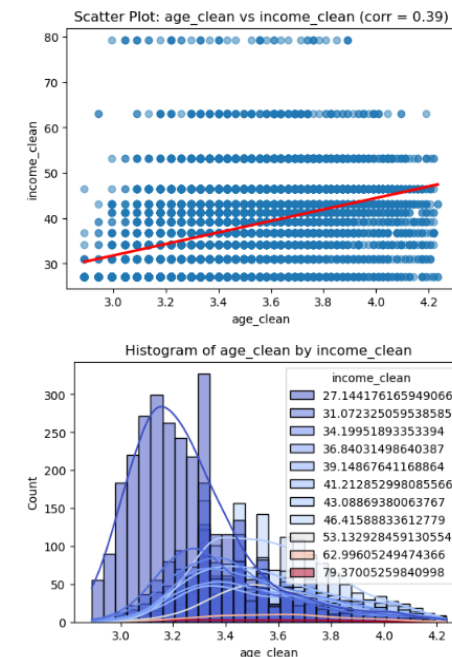 Scatter Plot: age_clean vs income_clean (corr = 0.39)
80
70
60
50
40
30
income_clean
3.0 3.2 3.4 3.6 3.8 4.0 4.2
age_clean
Histogram of age_clean by income_clean
income_clean
27.144176165949066
31.072325059538585
34.19951893353394
36.84031498640387
39.14867641168864
41.212852998085566
43.08869380063767
46.41588833612779
53.132928459130554
62.99605249474366
79.37005259840998
300
250
200
150
100
50
0
Count
3.0 3.2 3.4 3.6 3.8 4.0 4.2
age_clean